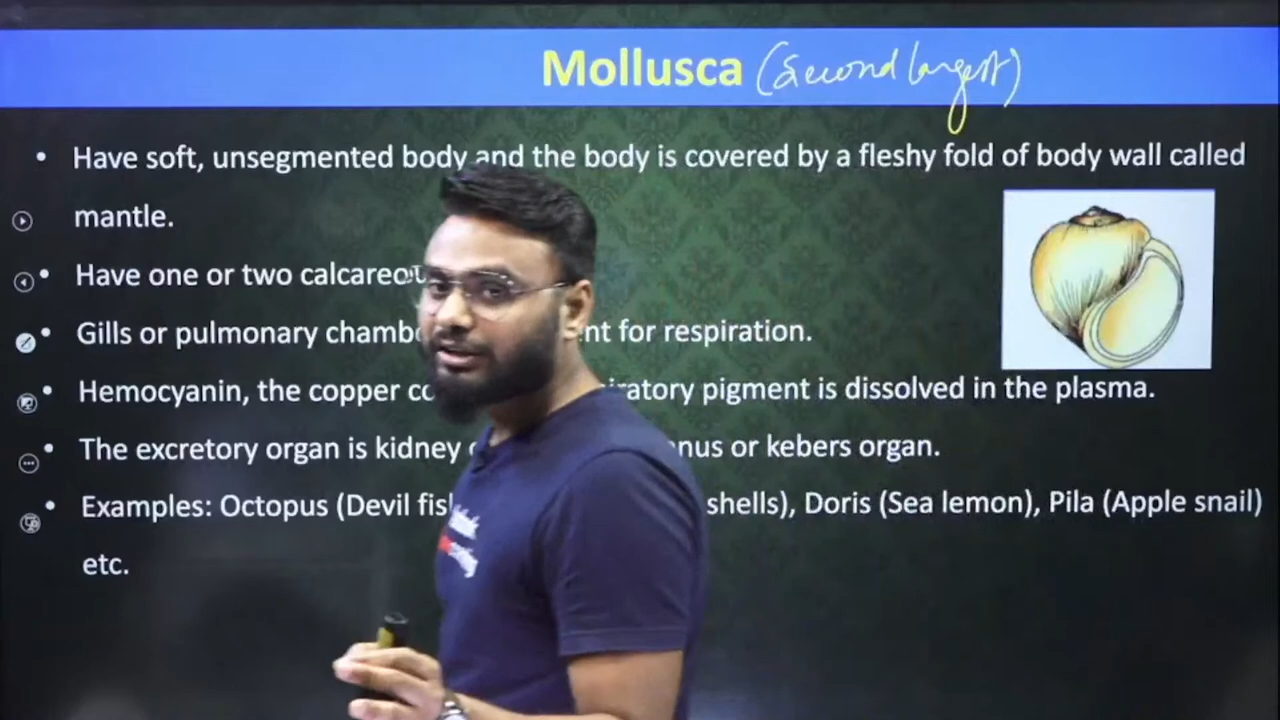 Mollusca (Second largest)
• Have soft, unsegmented body and the body is covered by a fleshy fold of body wall called
mantle.
• Have one or two calcareou
• Gills or pulmonary chamb nt for respiration.
• Hemocyanin, the copper co iratory pigment is dissolved in the plasma.
• The excretory organ is kidney nus or kebers organ.
• Examples: Octopus (Devil fis shells), Doris (Sea lemon), Pila (Apple snail)
etc.